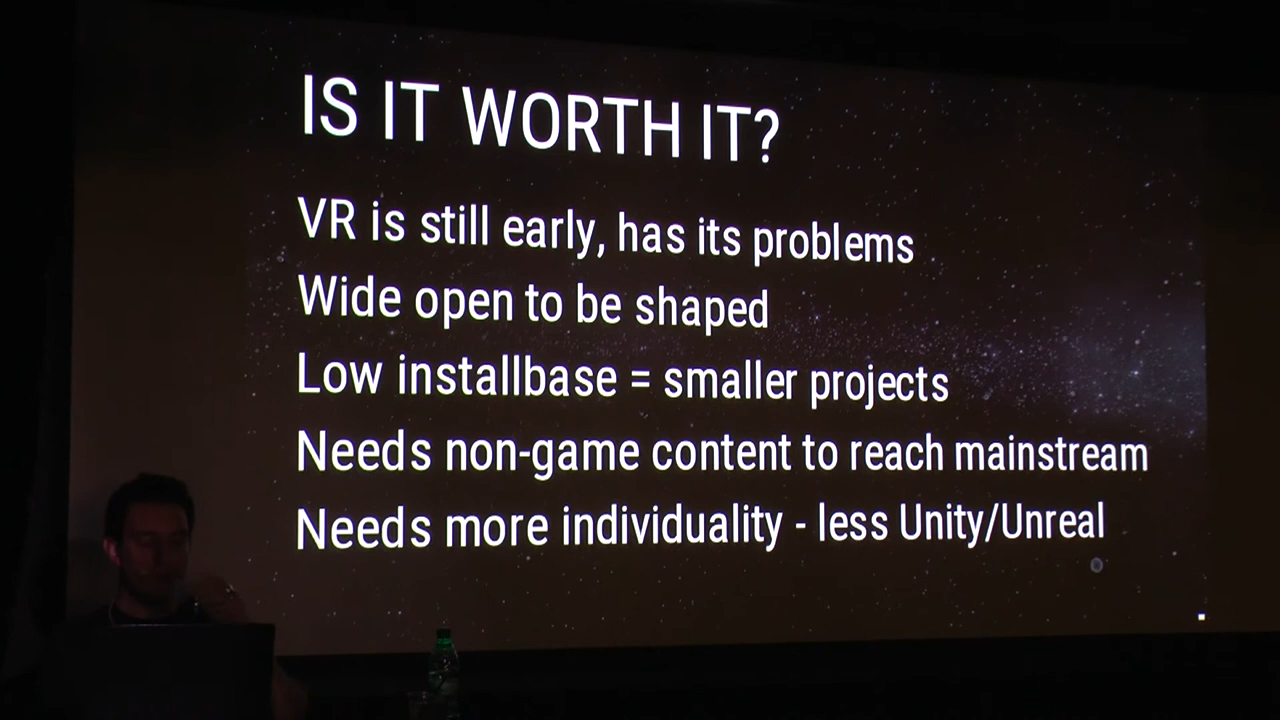 IS IT WORTH IT?
VR is still early, has its problems
Wide open to be shaped
Low installbase = smaller projects
Needs non-game content to reach mainstream
Needs more individuality - less Unity/Unreal